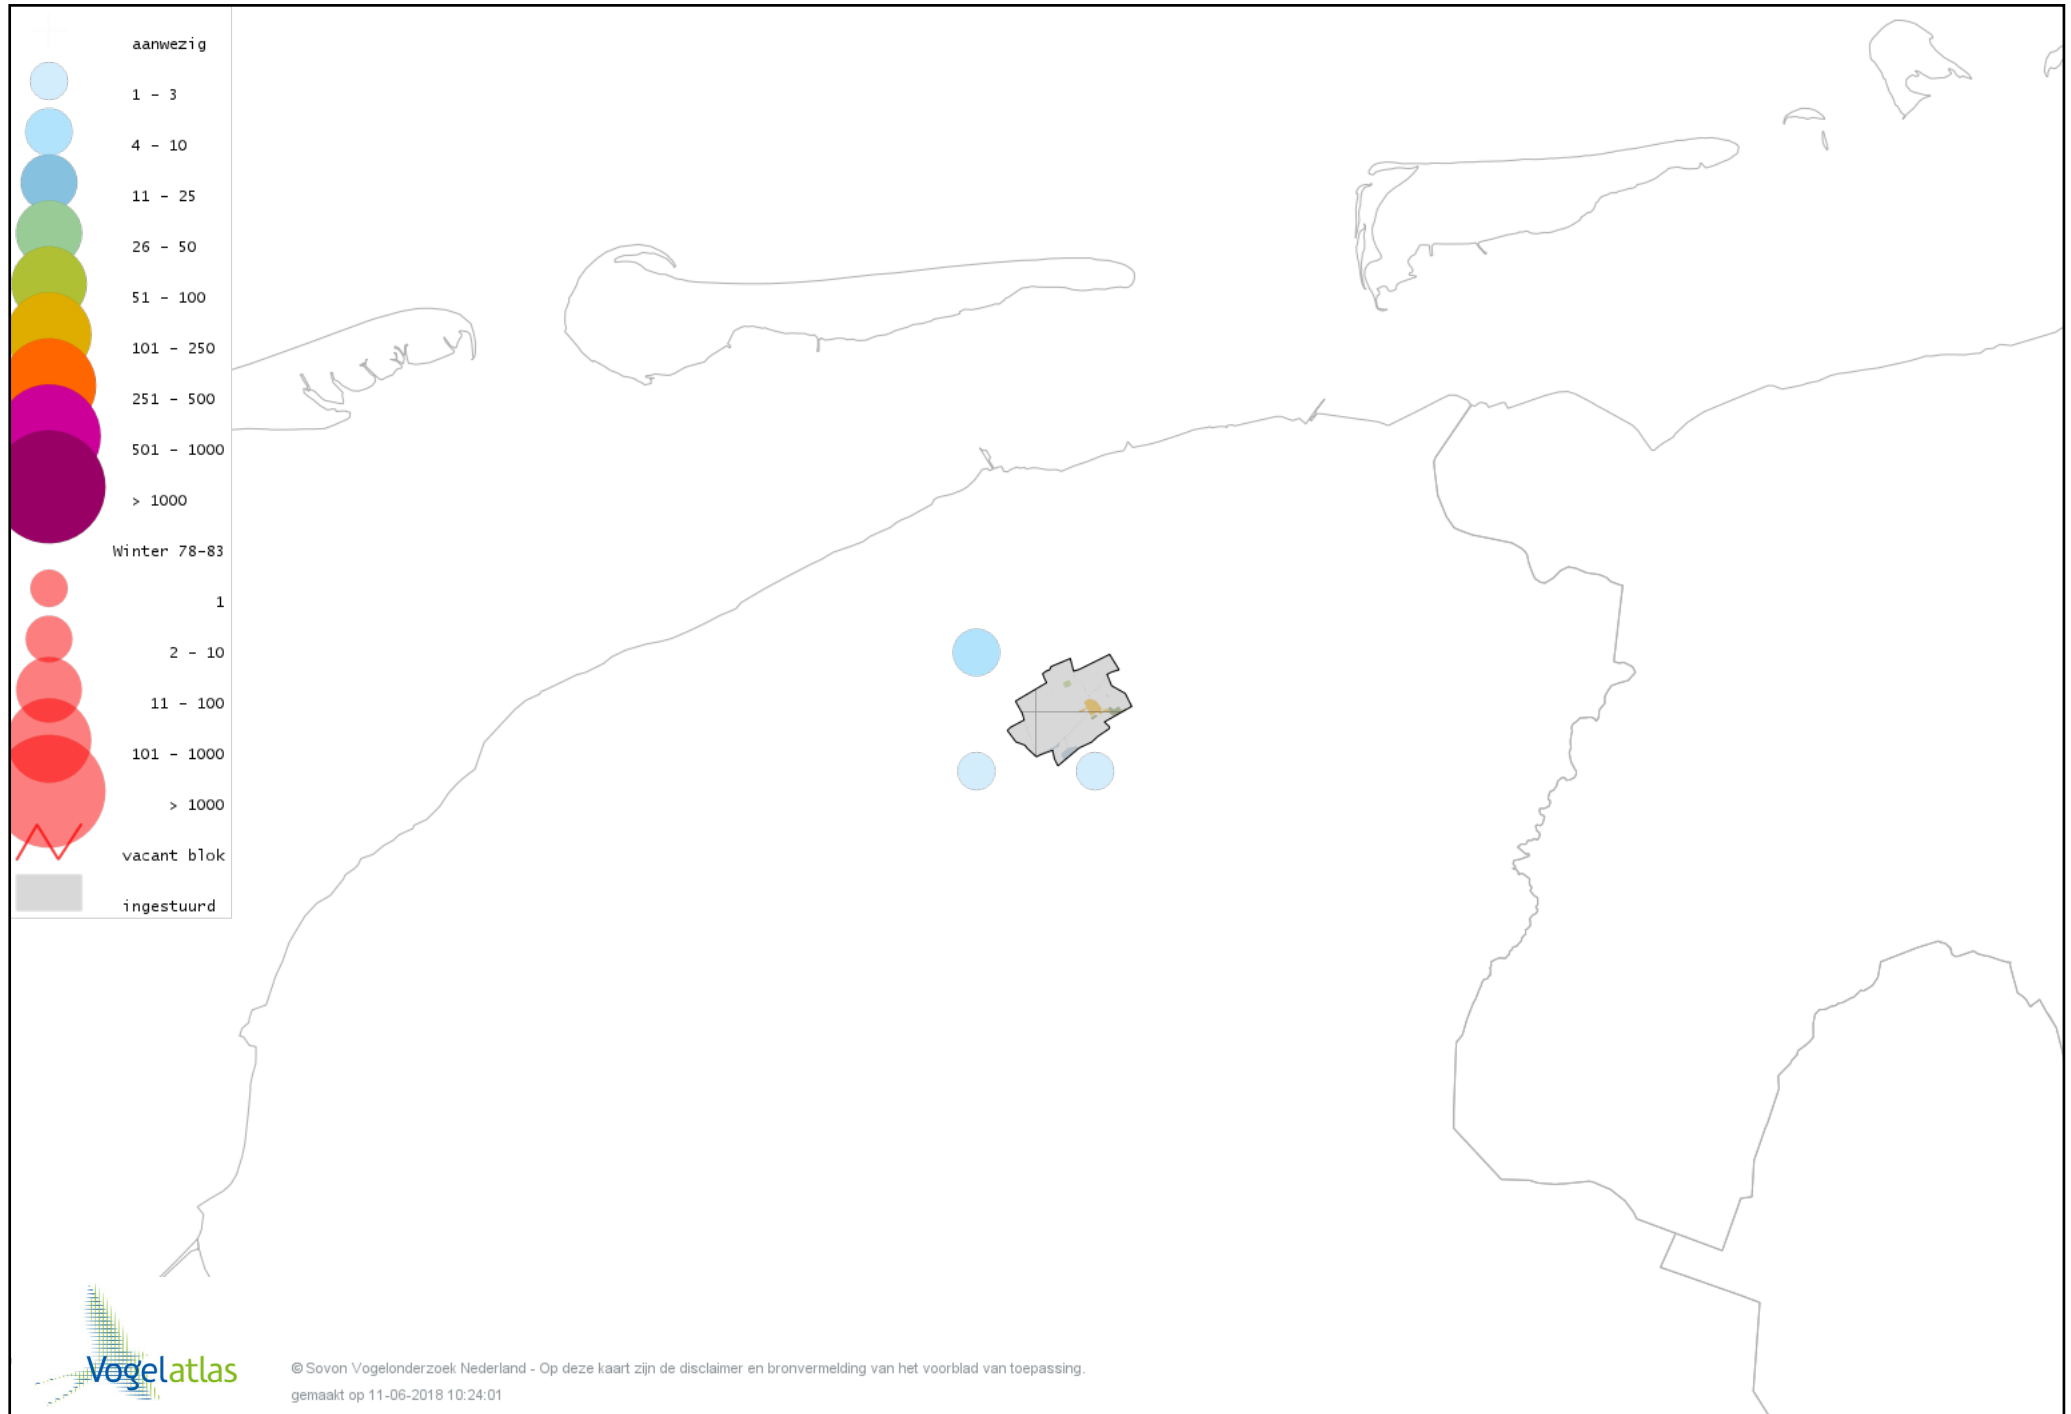 aanwezig
1 - 3
4 - 10
11 - 25
26 - 50
51 - 100
101 - 250
251 - 500
501 - 1000
> 1000
Winter 78-83
1
2 - 10
11 - 100
101 - 1000
> 1000
vacant blok
ingestuurd
Vogelatlas
© Sovon Vogelonderzoek Nederland - Op deze kaart zijn de disclaimer en bronvermelding van het voorblad van toepassing.
gemaakt op 11-06-2018 10:24:01